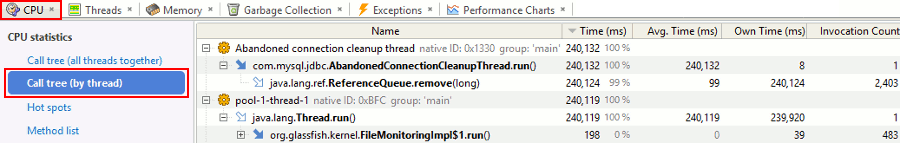 CPU Threads Memory Garbage Collection Exceptions Performance Charts
CPU statistics
Call tree (all threads together)
Call tree (by thread)
Hot spots
Method list
Name Time (ms) Avg. Time (ms) Own Time (ms) Invocation Count
Abandoned connection cleanup thread native ID: 0x1330 group: 'main' 240,132 100 %
com.mysql.jdbc.AbandonedConnectionCleanupThread.run() 240,132 100 % 240,132 8 1
java.lang.ref.ReferenceQueue.remove(long) 240,124 99 % 99 240,124 2,403
pool-1-thread-1 native ID: 0xBFC group: 'main' 240,119 100 %
java.lang.Thread.run() 240,119 100 % 240,119 239,920 1
org.glassfish.kernel.FileMonitoringImpl$1.run() 198 0 % 0 39 483